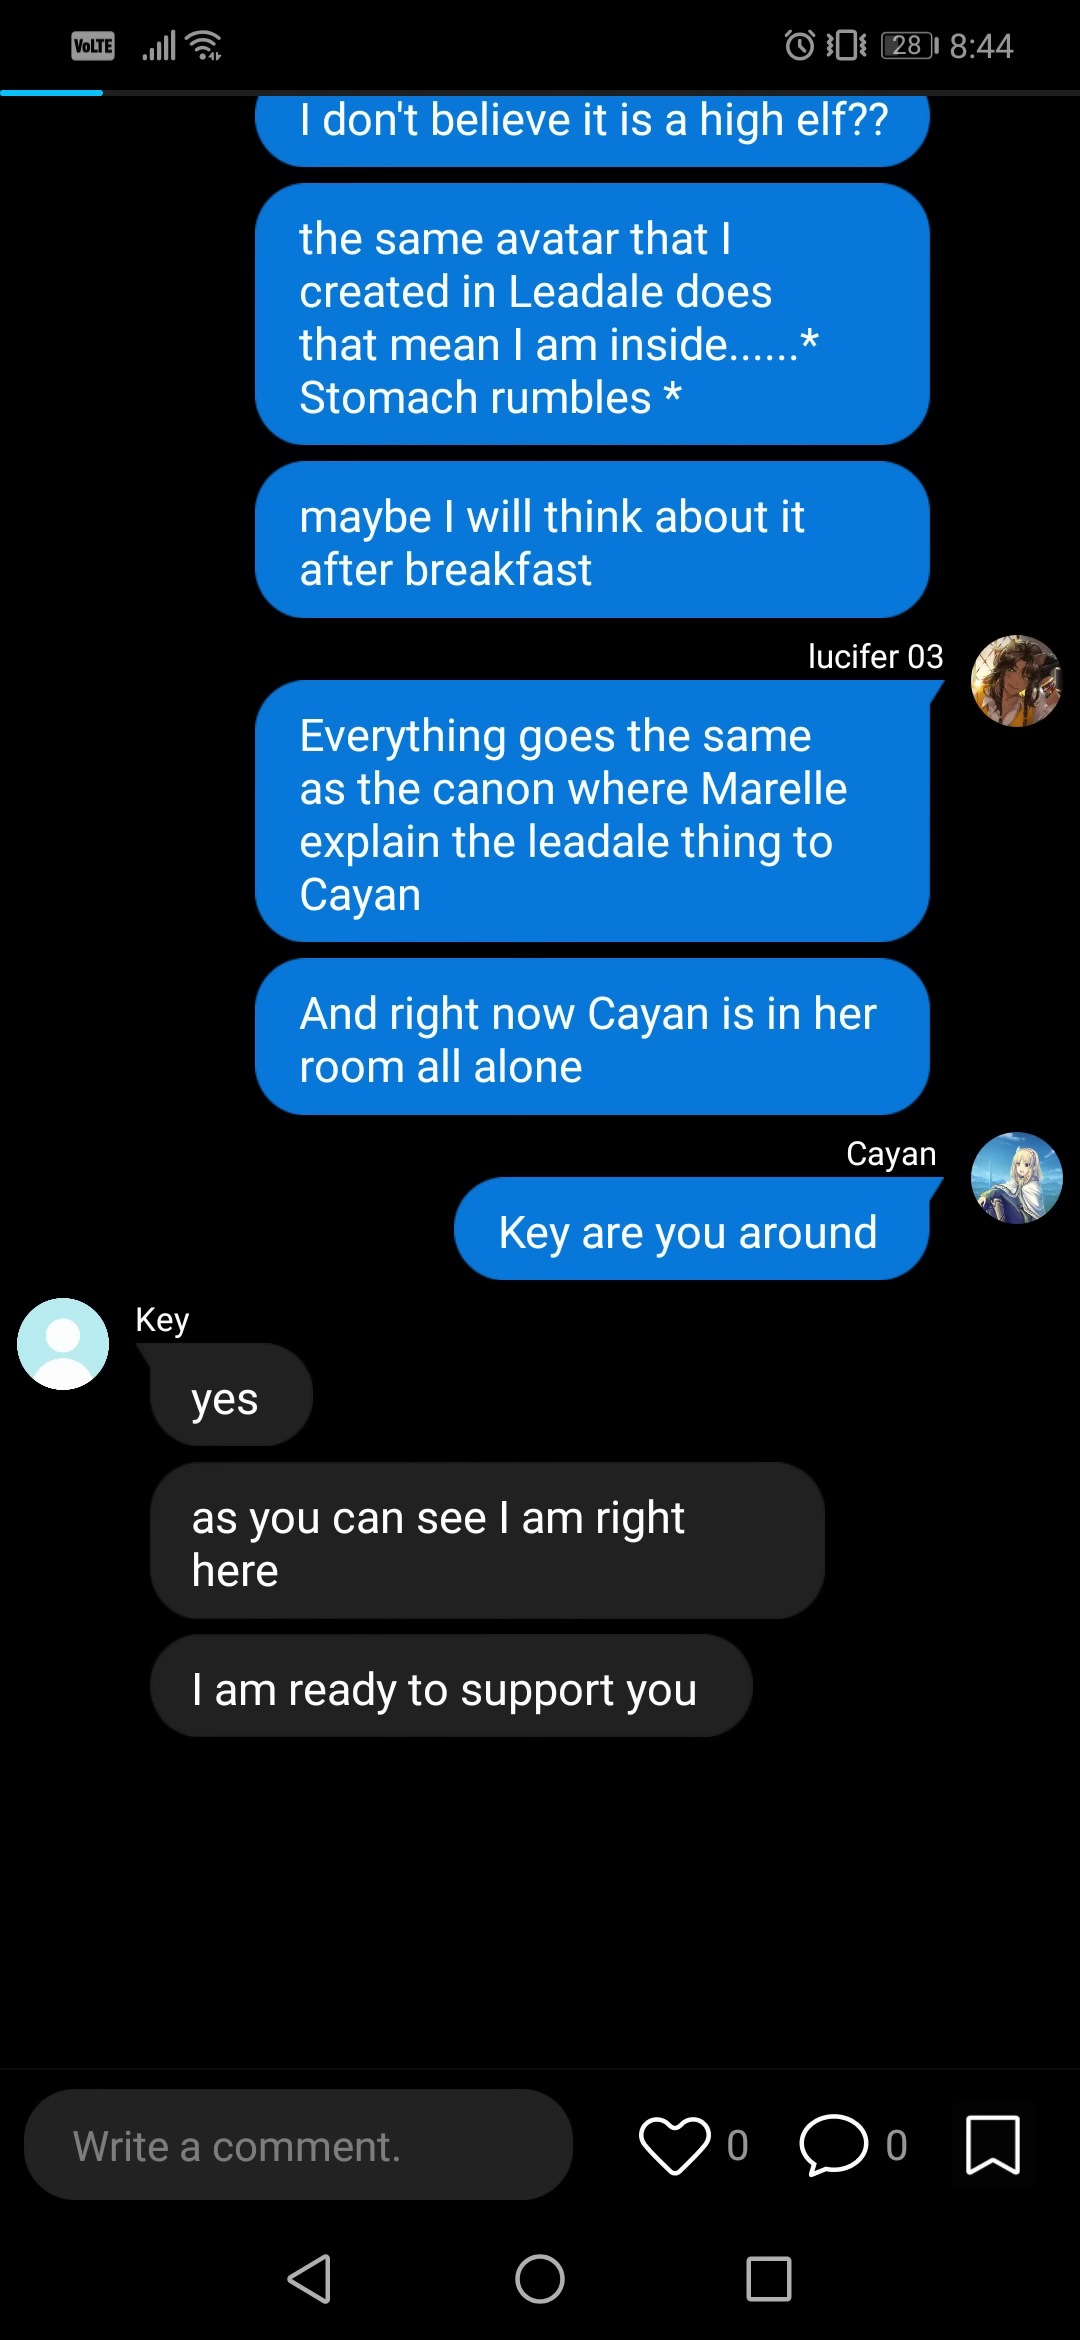 VoLTE 28 8:44
I don't believe it is a high elf??
the same avatar that I
created in Leadale does
that mean I am inside......*
Stomach rumbles *
maybe I will think about it
after breakfast
lucifer 03
Everything goes the same
as the canon where Marelle
explain the leadale thing to
Cayan
And right now Cayan is in her
room all alone
Cayan
Key are you around
Key
yes
as you can see I am right
here
I am ready to support you
Write a comment. 0 0